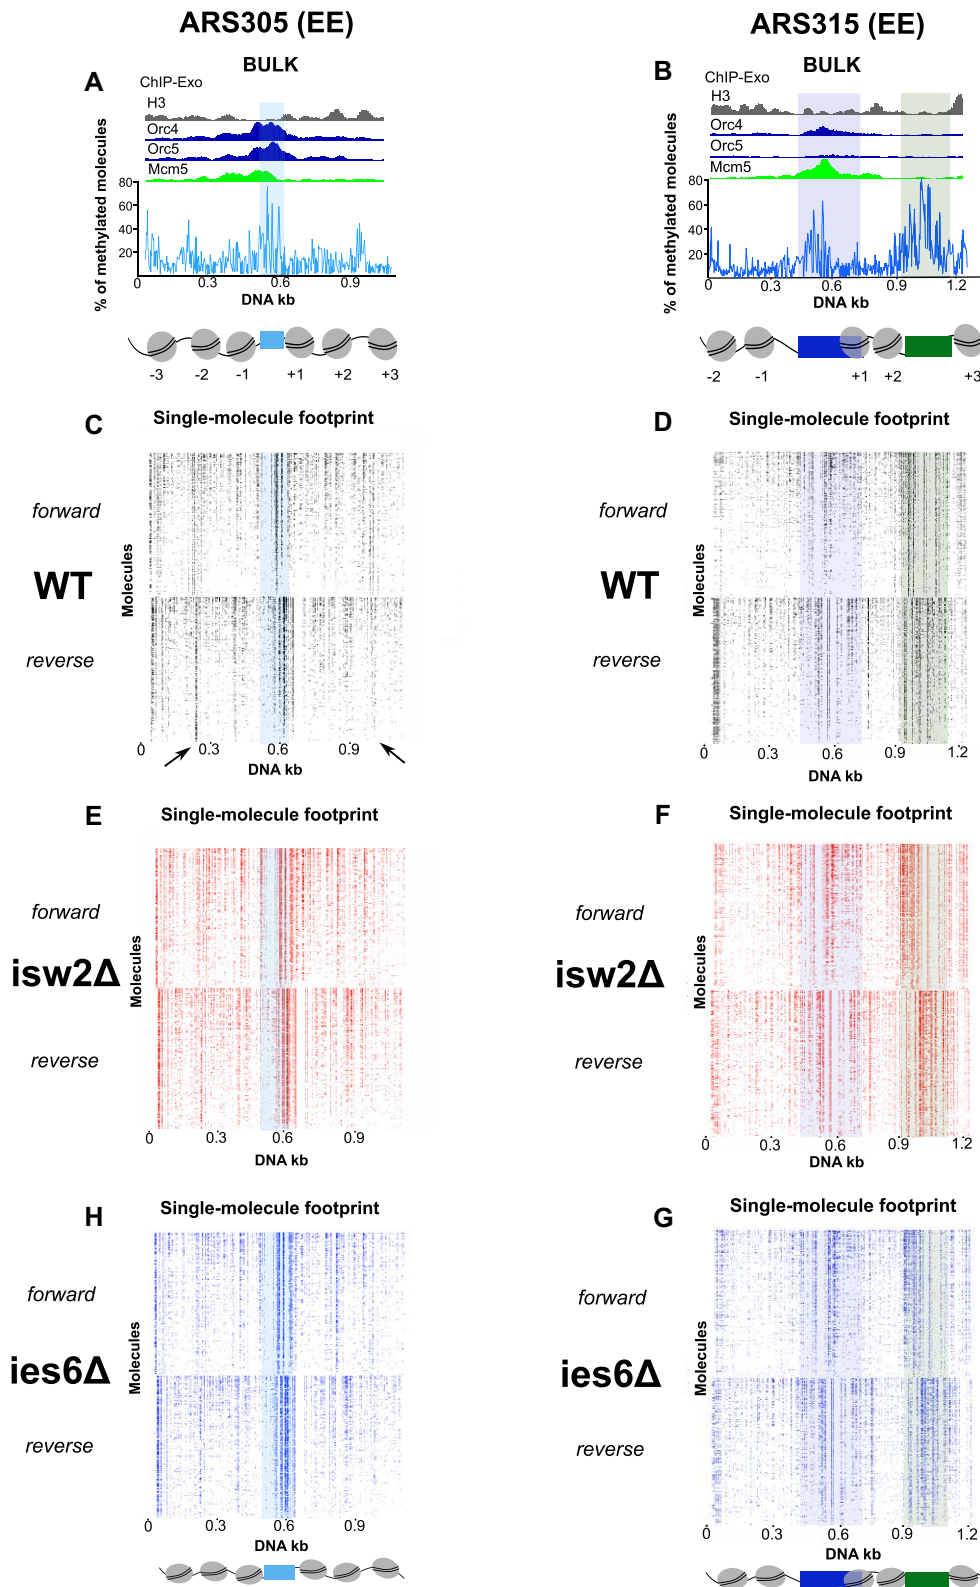 ARS305 (EE)
ARS315 (EE)
A
BULK
ChIP-Exo
H3
Orc4
Orc5
Mcm5
% of methylated molecules
80
60
40
20
0
0.3
0.6
0.9
DNA kb
-3
-2
-1
+1
+2
+3
B
BULK
ChIP-Exo
H3
Orc4
Orc5
Mcm5
% of methylated molecules
80
60
40
20
0
0.3
0.6
0.9
1.2
DNA kb
-2
-1
+1
+2
+3
C
Single-molecule footprint
forward
WT
reverse
Molecules
0
0.3
0.6
0.9
DNA kb
D
Single-molecule footprint
forward
WT
reverse
Molecules
0
0.3
0.6
0.9
1.2
DNA kb
E
Single-molecule footprint
forward
isw2Δ
reverse
Molecules
0
0.3
0.6
0.9
DNA kb
F
Single-molecule footprint
forward
isw2Δ
reverse
Molecules
0
0.3
0.6
0.9
1.2
DNA kb
H
Single-molecule footprint
forward
ies6Δ
reverse
Molecules
0
0.3
0.6
0.9
DNA kb
G
Single-molecule footprint
forward
ies6Δ
reverse
Molecules
0
0.3
0.6
0.9
1.2
DNA kb